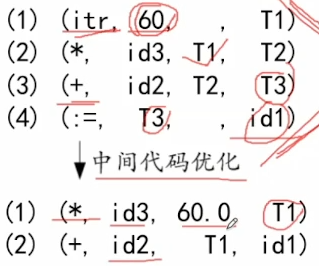 (1) (itr, 60, , T1)
(2) (*, id3, T1, T2)
(3) (+, id2, T2, T3)
(4) (:=, T3, , id1)
中间代码优化
(1) (*, id3, 60.0, T1)
(2) (+, id2, T1, id1)